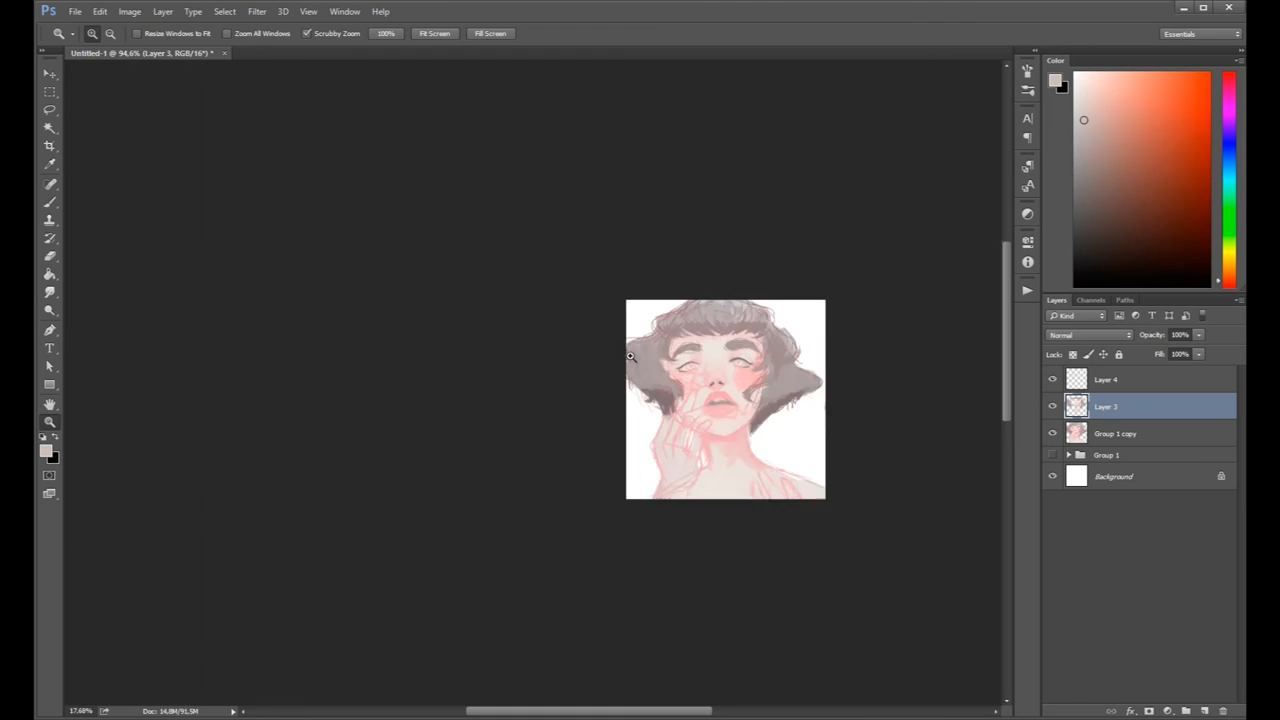 Ps File Edit Image Layer Type Select Filter 3D View Window Help
Resize Windows to Fit Zoom All Windows Scrubby Zoom 100% Fit Screen Fill Screen Essentials
Untitled-1 @ 94,6% (Layer 3, RGB/16*) * ×
Color
Layers Channels Paths
Kind
Normal Opacity: 100%
Lock: Fill: 100%
Layer 4
Layer 3
Group 1 copy
Group 1
Background
17.68% Doc: 14,8M/91,5M